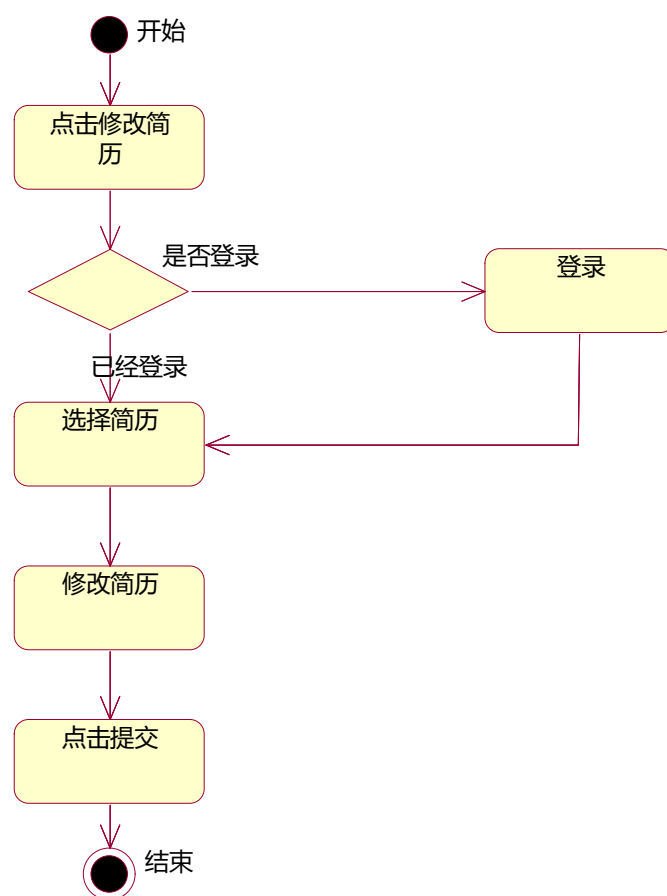 开始
点击修改简
历
是否登录
登录
已经登录
选择简历
修改简历
点击提交
结束